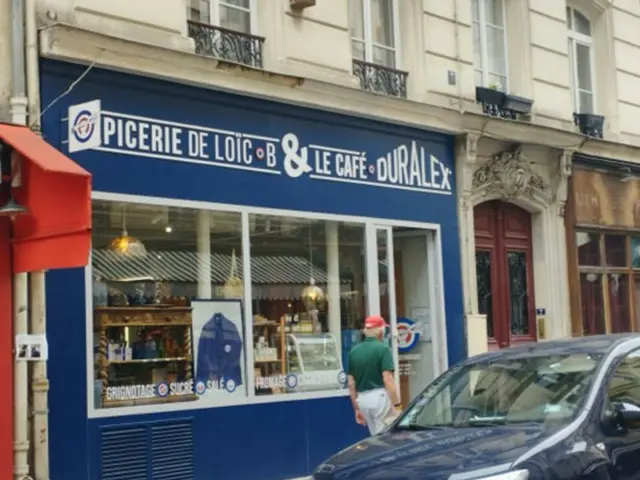 PICERIE DE LOÏC • B & LE CAFÉ • DURALEX
GRIGNOTAGE SUCRÉ SALÉ
FROMAGE